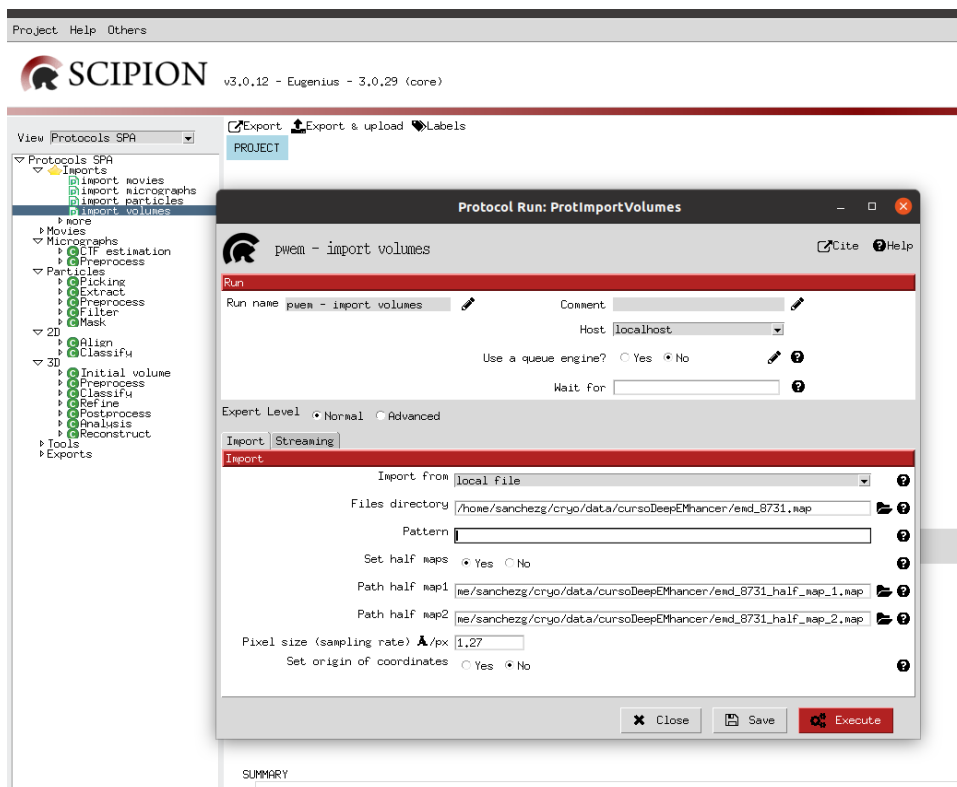 Project Help Others
SCIPION v3.0.12 - Eugenius - 3.0.29 (core)
View Protocols SPA
Export Export & upload Labels
PROJECT
Protocols SPA
Imports
import movies
import micrographs
import particles
import volumes
more
Movies
Micrographs
CTF estimation
Preprocess
Particles
Picking
Extract
Preprocess
Filter
Mask
2D
Align
Classify
3D
Initial volume
Preprocess
Classify
Refine
Postprocess
Analysis
Reconstruct
Tools
Exports
Protocol Run: ProtImportVolumes
pwem - import volumes
Cite Help
Run
Run name pwem - import volumes Comment
Host localhost
Use a queue engine? Yes No
Wait for
Expert Level Normal Advanced
Import Streaming
Import
Import from local file
Files directory /home/sanchezg/cryo/data/cursoDeepEMhancer/emd_8731.map
Pattern
Set half maps Yes No
Path half map1 me/sanchezg/cryo/data/cursoDeepEMhancer/emd_8731_half_map_1.map
Path half map2 me/sanchezg/cryo/data/cursoDeepEMhancer/emd_8731_half_map_2.map
Pixel size (sampling rate) Å/px 1.27
Set origin of coordinates Yes No
Close Save Execute
SUMMARY